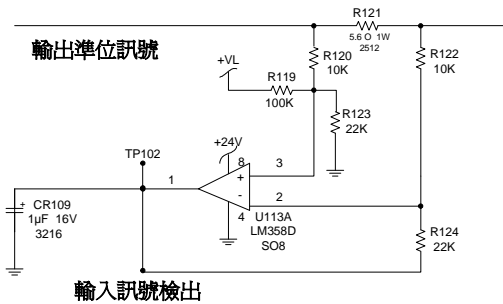 R121
5.6 O 1W
2512
輸出準位訊號
R120
10K
R122
10K
+VL
R119
100K
R123
22K
+24V
TP102
8
3
+
1
-
2
4
U113A
LM358D
SO8
+
CR109
1µF 16V
3216
R124
22K
輸入訊號檢出